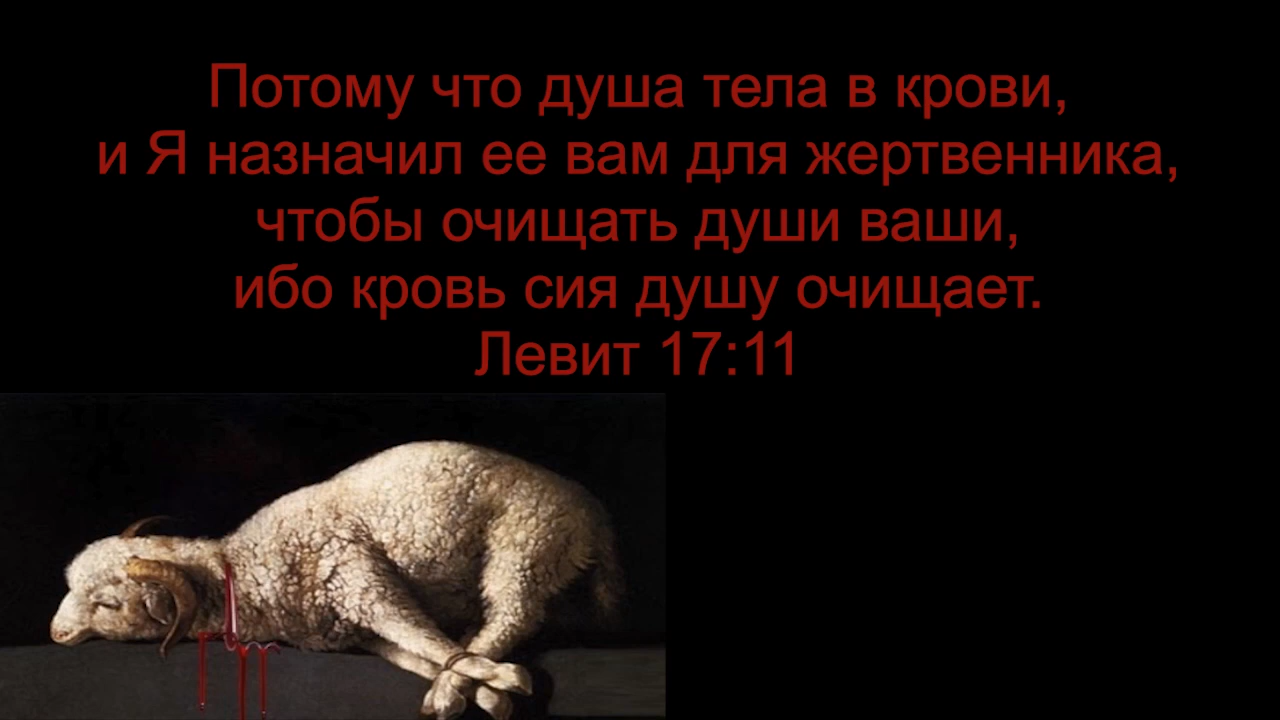 Потому что душа тела в крови,
и Я назначил ее вам для жертвенника,
чтобы очищать души ваши,
ибо кровь сия душу очищает.
Левит 17:11